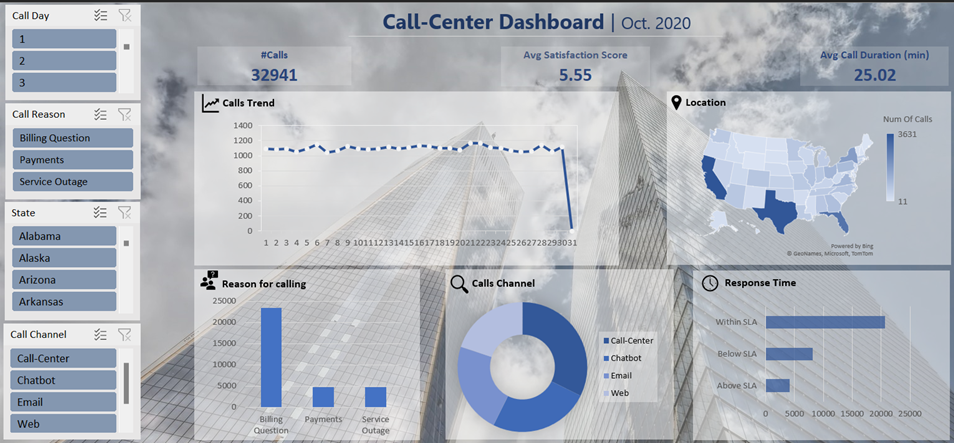 Call-Center Dashboard | Oct. 2020
Call Day
1
2
3
Call Reason
Billing Question
Payments
Service Outage
State
Alabama
Alaska
Arizona
Arkansas
Call Channel
Call-Center
Chatbot
Email
Web
#Calls
32941
Avg Satisfaction Score
5.55
Avg Call Duration (min)
25.02
Calls Trend
1400
1200
1000
800
600
400
200
0
1 2 3 4 5 6 7 8 9 10 11 12 13 14 15 16 17 18 19 20 21 22 23 24 25 26 27 28 29 30 31
Location
Num Of Calls
3631
11
Powered by Bing
© GeoNames, Microsoft, TomTom
Reason for calling
25000
20000
15000
10000
5000
0
Billing Question
Payments
Service Outage
Calls Channel
Call-Center
Chatbot
Email
Web
Response Time
Within SLA
Below SLA
Above SLA
0 5000 10000 15000 20000 25000